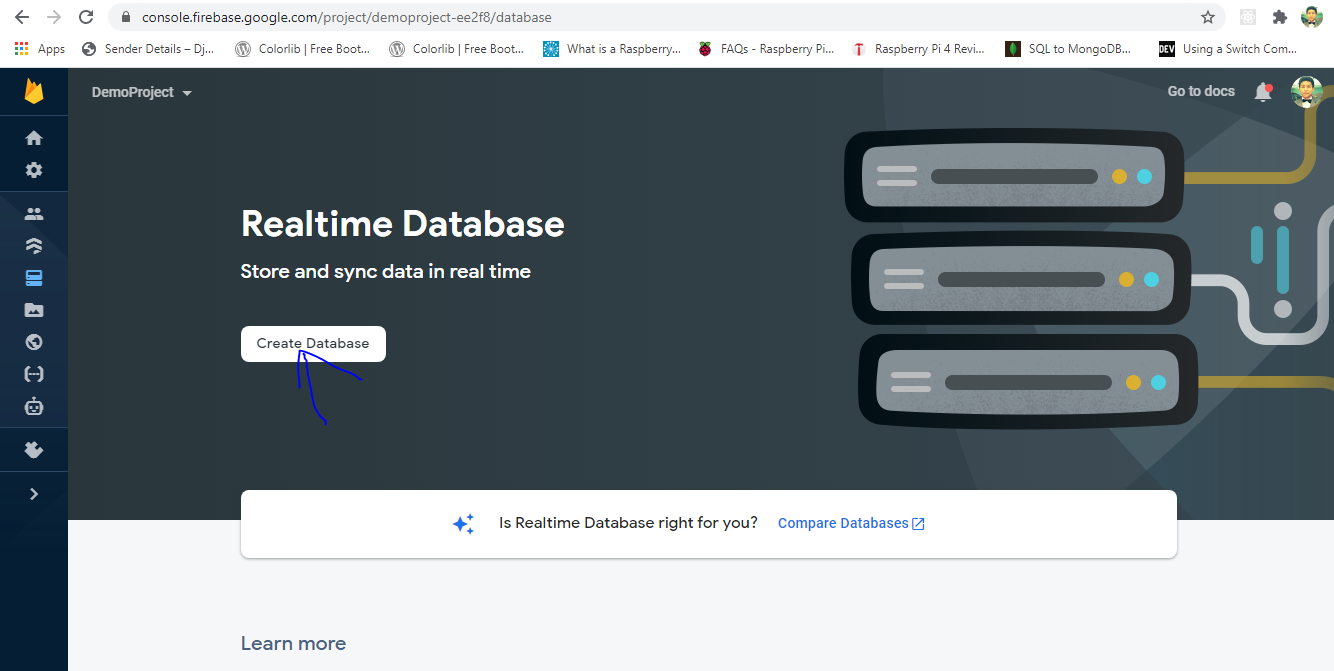 console.firebase.google.com/project/demoproject-ee2f8/database
Apps Sender Details – Dj... Colorlib | Free Boot... Colorlib | Free Boot... What is a Raspberry... FAQs - Raspberry Pi... Raspberry Pi 4 Revi... SQL to MongoDB... DEV Using a Switch Com...
DemoProject Go to docs
Realtime Database
Store and sync data in real time
Create Database
Is Realtime Database right for you? Compare Databases
Learn more